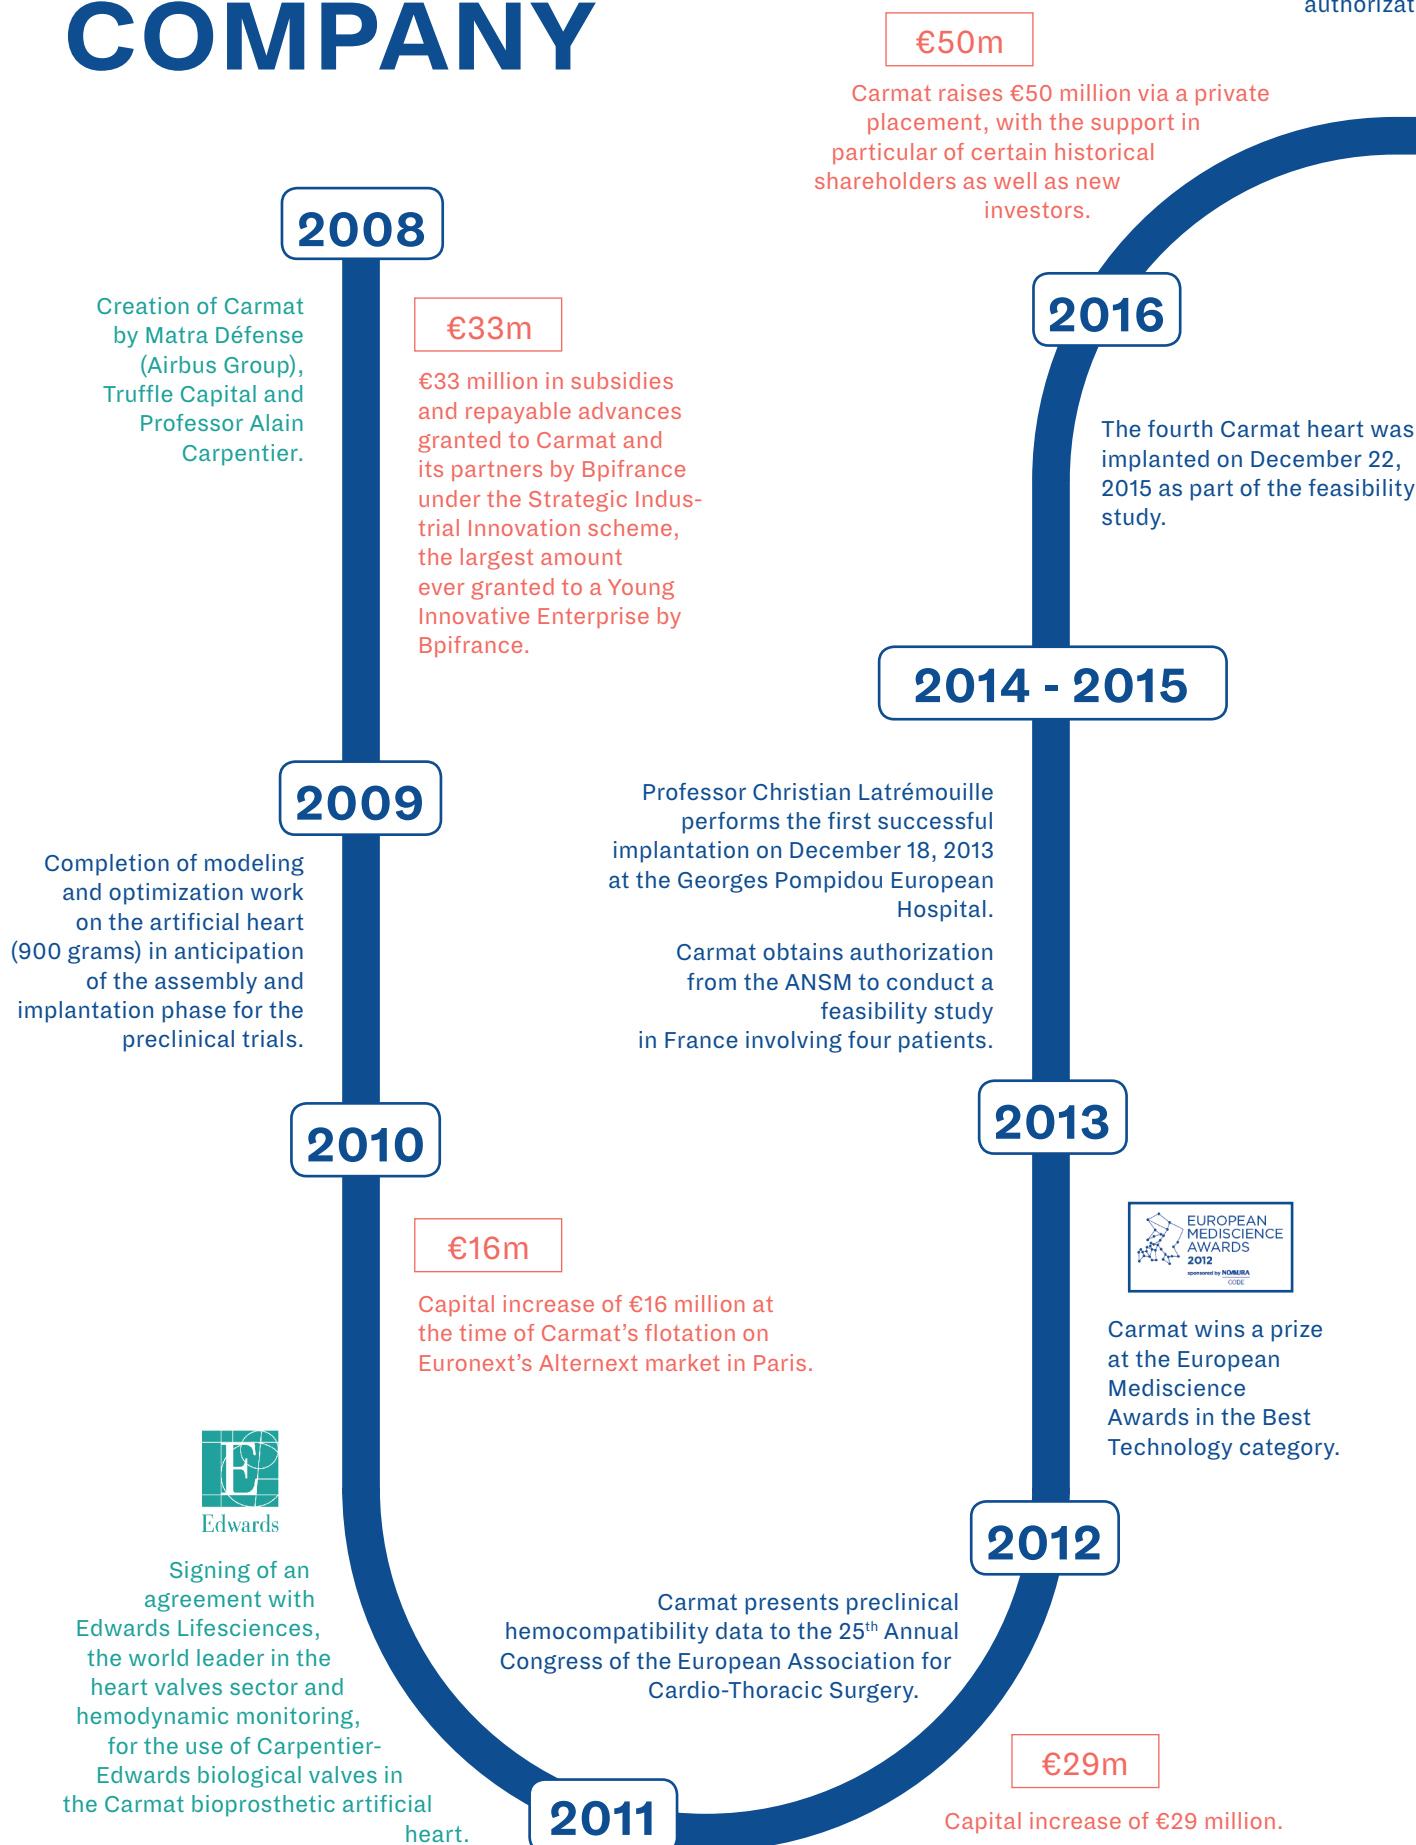 COMPANY
2008
Creation of Carmat
by Matra Défense
(Airbus Group),
Truffle Capital and
Professor Alain
Carpentier.
€33m
€33 million in subsidies
and repayable advances
granted to Carmat and
its partners by Bpifrance
under the Strategic Indus-
trial Innovation scheme,
the largest amount
ever granted to a Young
Innovative Enterprise by
Bpifrance.
2009
Completion of modeling
and optimization work
on the artificial heart
(900 grams) in anticipation
of the assembly and
implantation phase for the
preclinical trials.
2010
€16m
Capital increase of €16 million at
the time of Carmat’s flotation on
Euronext’s Alternext market in Paris.
E
Edwards
Signing of an
agreement with
Edwards Lifesciences,
the world leader in the
heart valves sector and
hemodynamic monitoring,
for the use of Carpentier-
Edwards biological valves in
the Carmat bioprosthetic artificial
heart.
2011
Carmat presents preclinical
hemocompatibility data to the 25th Annual
Congress of the European Association for
Cardio-Thoracic Surgery.
€29m
Capital increase of €29 million.
2012
EUROPEAN
MEDISCIENCE
AWARDS
2012
sponsored by NOMURA
CODE
Carmat wins a prize
at the European
Mediscience
Awards in the Best
Technology category.
2013
Professor Christian Latrémouille
performs the first successful
implantation on December 18, 2013
at the Georges Pompidou European
Hospital.
Carmat obtains authorization
from the ANSM to conduct a
feasibility study
in France involving four patients.
2014 - 2015
The fourth Carmat heart was
implanted on December 22,
2015 as part of the feasibility
study.
2016
€50m
Carmat raises €50 million via a private
placement, with the support in
particular of certain historical
shareholders as well as new
investors.
authorizat